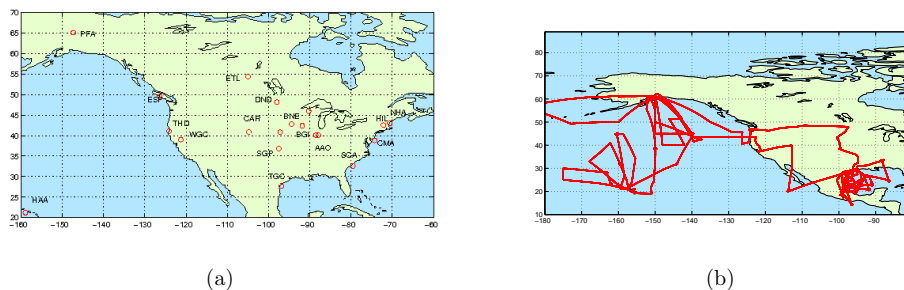 70
65
60
55
50
45
40
35
30
25
20
-160 -150 -140 -130 -120 -110 -100 -90 -80 -70 -60
PFA
ETL
ESP
DND
THD
CAR
BNE
NHA
WGC
BGI
HIL
SGP
AAO
CMA
TGC
SCA
HAA
80
70
60
50
40
30
20
10
-180 -170 -160 -150 -140 -130 -120 -110 -100 -90 -80
(a)
(b)